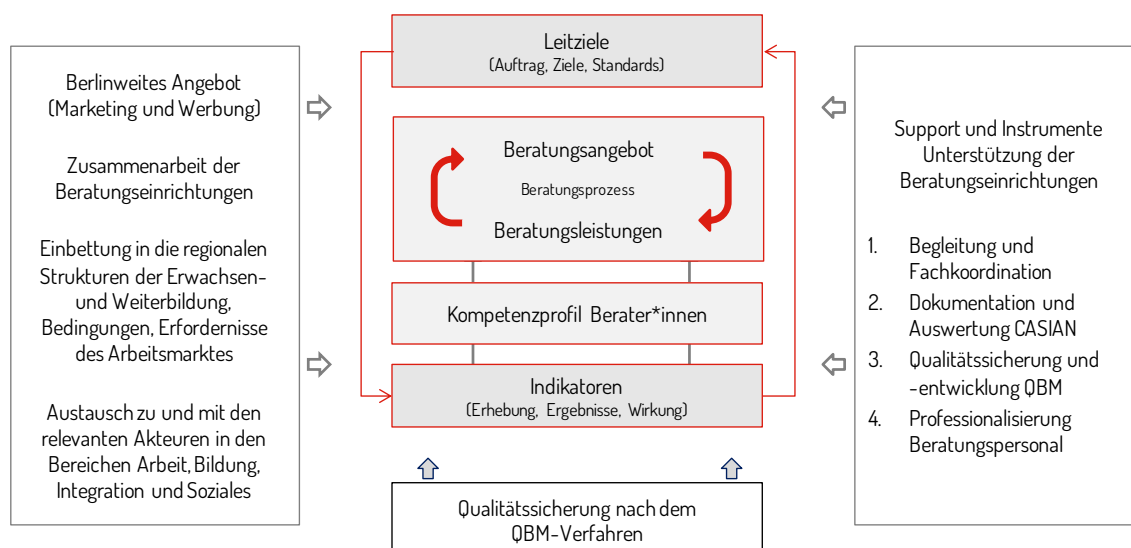 Berlinweites Angebot
(Marketing und Werbung)
Zusammenarbeit der
Beratungseinrichtungen
Einbettung in die regionalen
Strukturen der Erwachsen-
und Weiterbildung,
Bedingungen, Erfordernisse
des Arbeitsmarktes
Austausch zu und mit den
relevanten Akteuren in den
Bereichen Arbeit, Bildung,
Integration und Soziales
Leitziele
(Auftrag, Ziele, Standards)
Beratungsangebot
Beratungsprozess
Beratungsleistungen
Kompetenzprofil Berater*innen
Indikatoren
(Erhebung, Ergebnisse, Wirkung)
Qualitätssicherung nach dem
QBM-Verfahren
Support und Instrumente
Unterstützung der
Beratungseinrichtungen
1. Begleitung und
Fachkoordination
2. Dokumentation und
Auswertung CASIAN
3. Qualitätssicherung und
-entwicklung QBM
4. Professionalisierung
Beratungspersonal